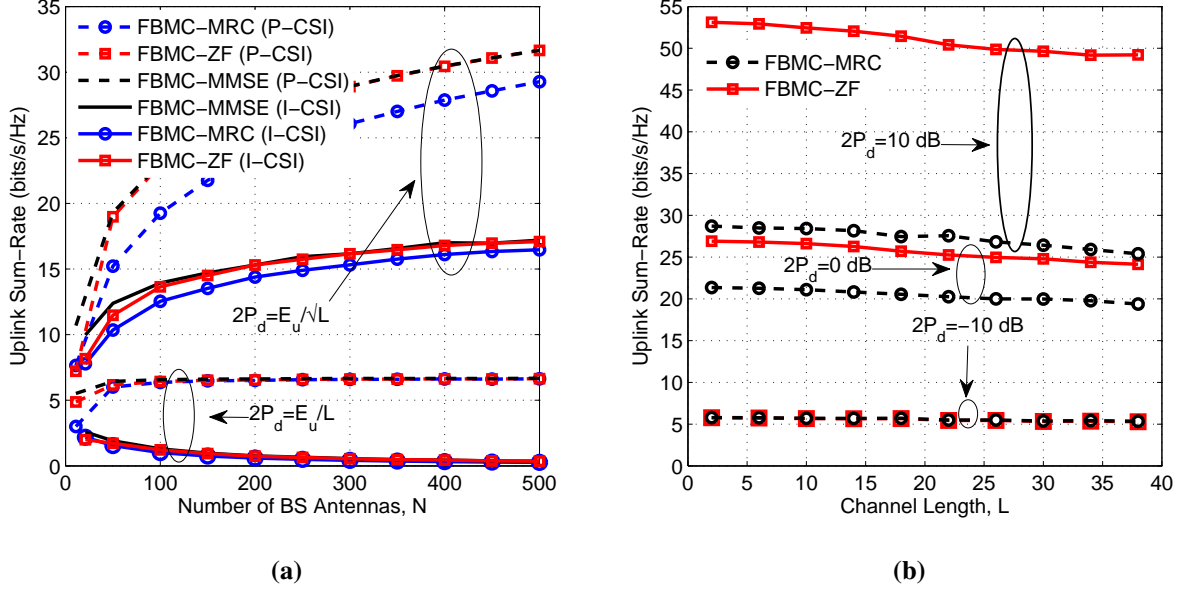 FBMC−MRC (P−CSI)
FBMC−ZF (P−CSI)
FBMC−MMSE (P−CSI)
FBMC−MMSE (I−CSI)
FBMC−MRC (I−CSI)
FBMC−ZF (I−CSI)
35
30
25
20
15
10
5
0
Uplink Sum−Rate (bits/s/Hz)
2P_d=E_u/√L
2P_d=E_u/L
0 100 200 300 400 500
Number of BS Antennas, N
(a)
55
50
45
40
35
30
25
20
15
10
5
0
Uplink Sum−Rate (bits/s/Hz)
FBMC−MRC
FBMC−ZF
2P_d=10 dB
2P_d=0 dB
2P_d=−10 dB
0 5 10 15 20 25 30 35 40
Channel Length, L
(b)